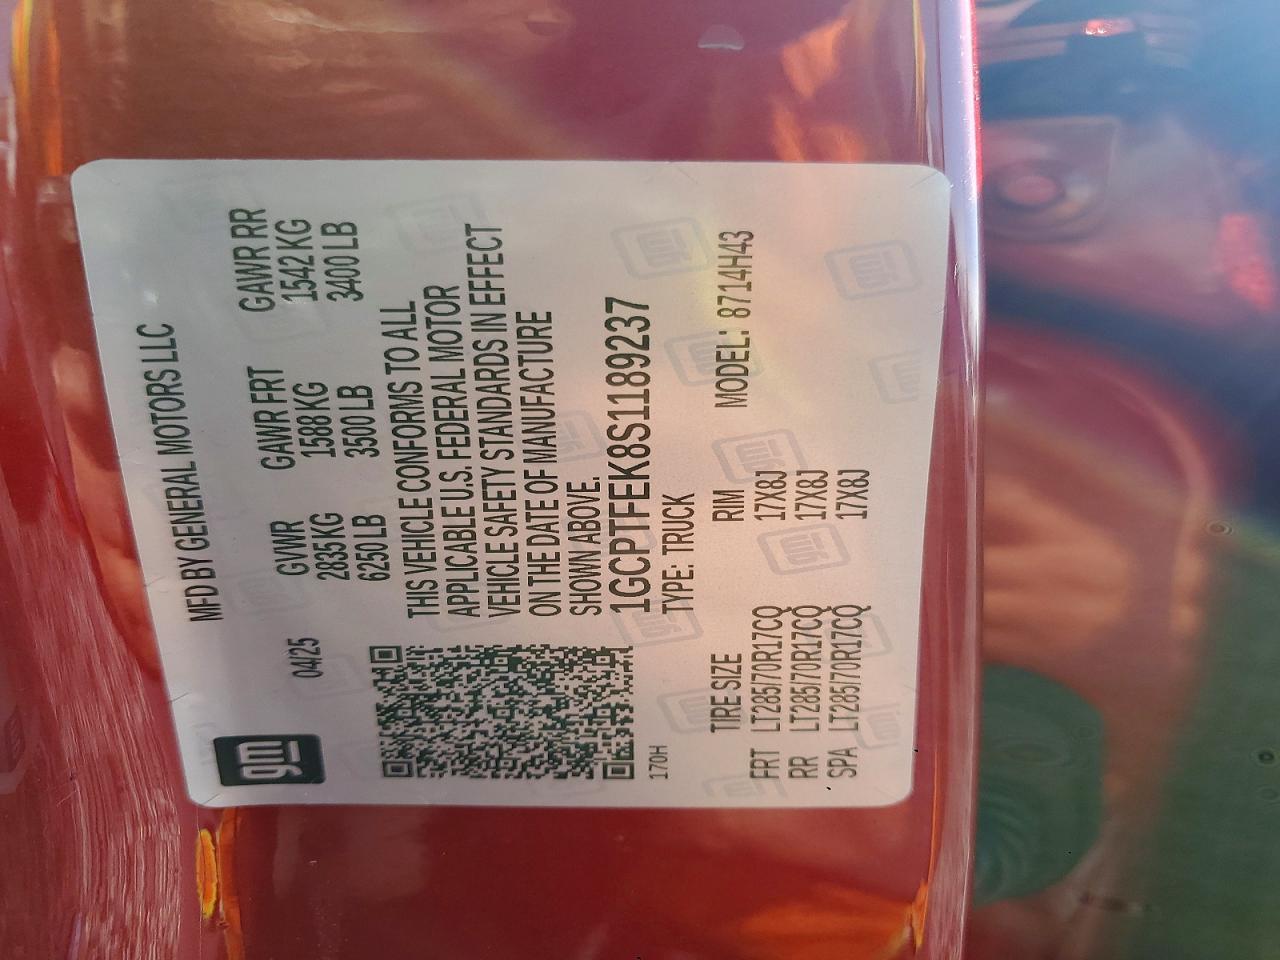 MFD BY GENERAL MOTORS LLC
gm
04/25
GVWR GAWR FRT GAWR RR
2835 KG 1588 KG 1542 KG
6250 LB 3500 LB 3400 LB
THIS VEHICLE CONFORMS TO ALL
APPLICABLE U.S. FEDERAL MOTOR
VEHICLE SAFETY STANDARDS IN EFFECT
ON THE DATE OF MANUFACTURE
SHOWN ABOVE.
1GCPTFEK8S1189237
170H
TYPE: TRUCK
TIRE SIZE RIM MODEL: 8714H43
FRT LT285/70R17CQ 17X8J
RR LT285/70R17CQ 17X8J
SPA LT285/70R17CQ 17X8J